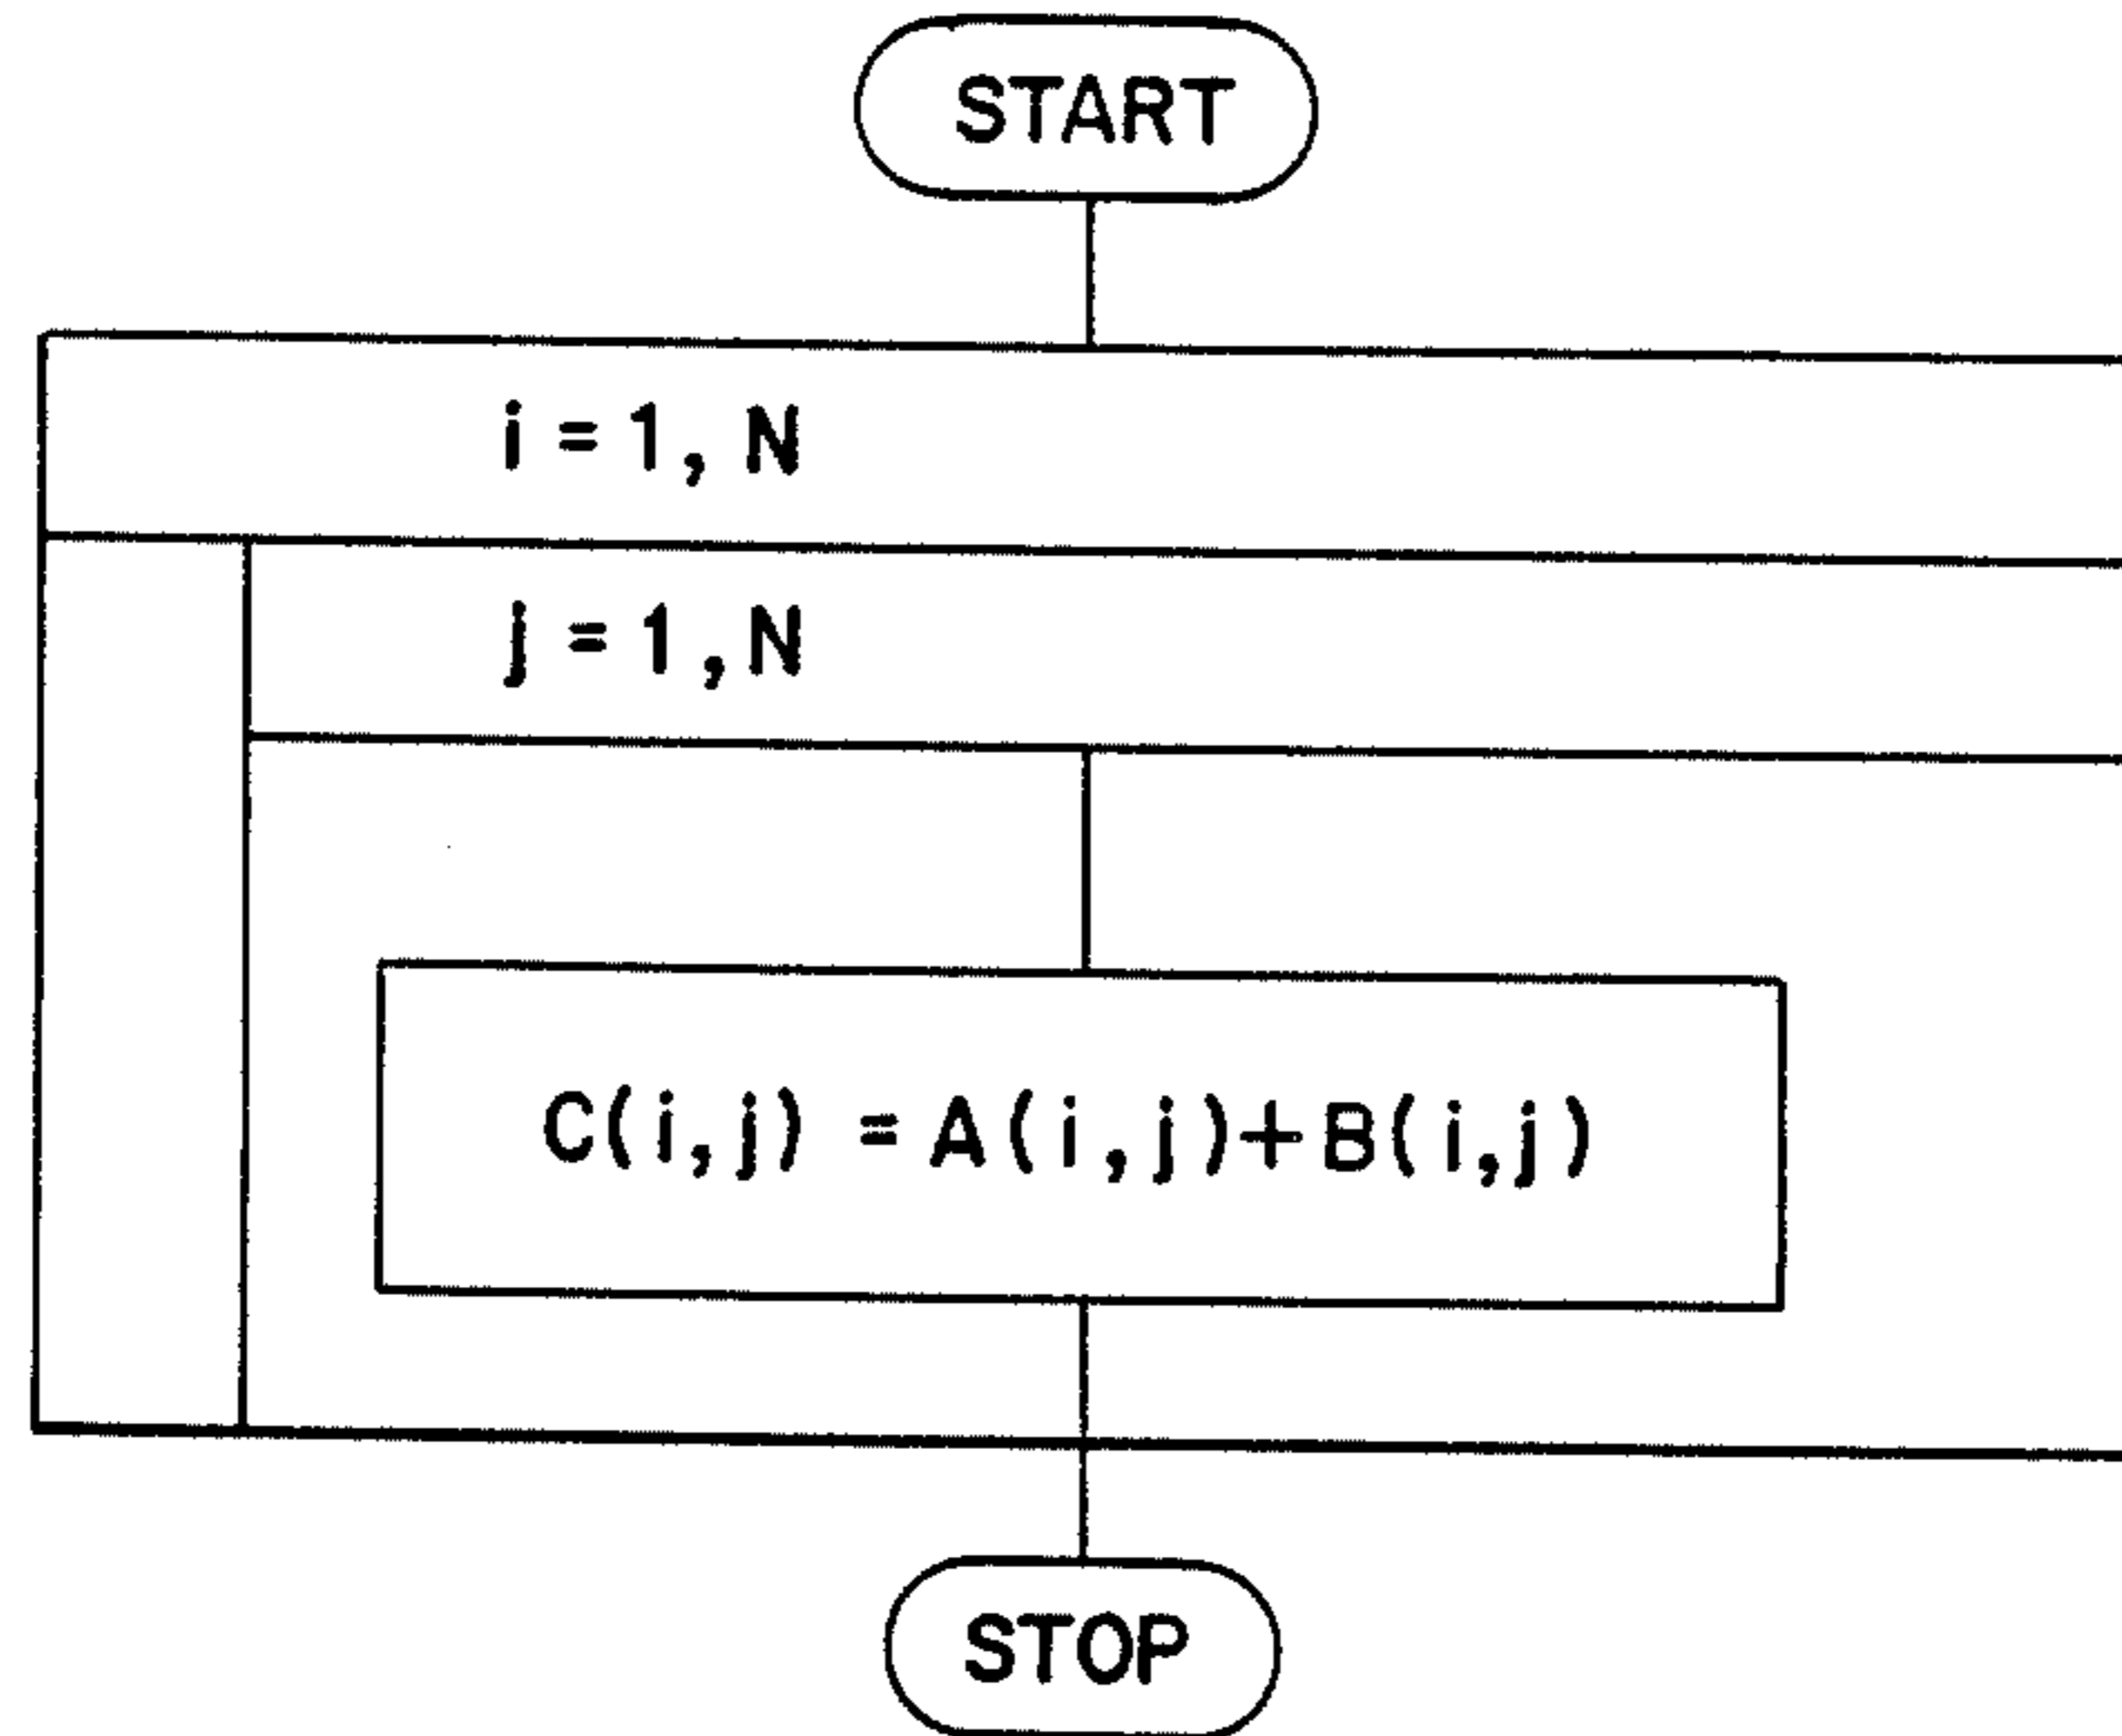 START
i = 1, N
j = 1, N
C(i,j) = A(i,j)+B(i,j)
STOP